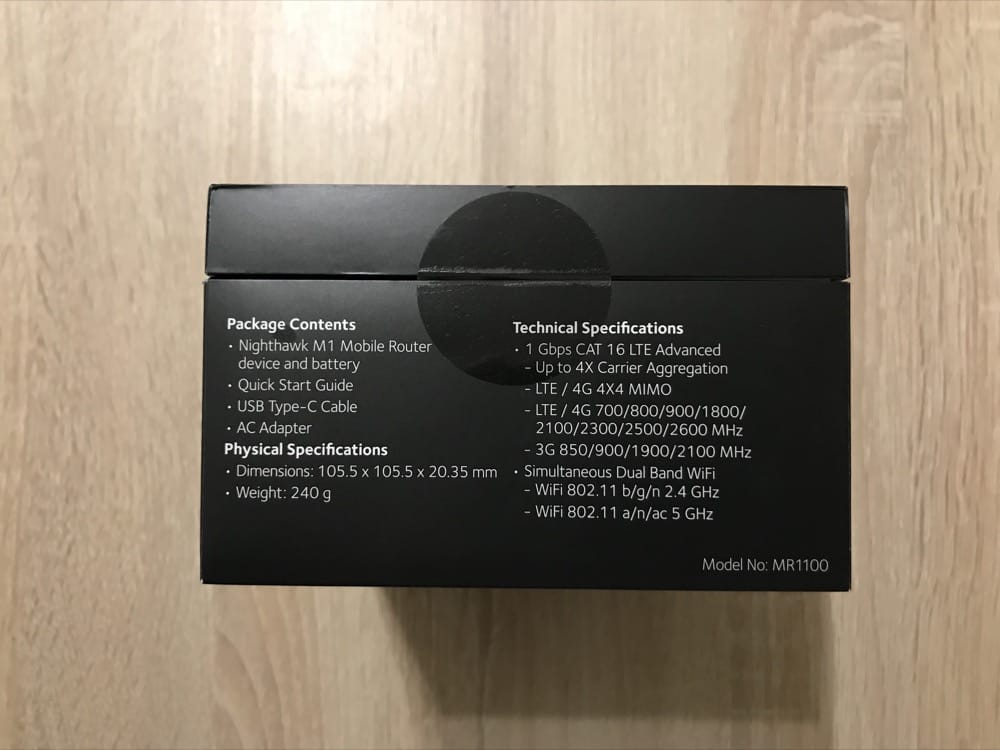 Package Contents
· Nighthawk M1 Mobile Router
device and battery
· Quick Start Guide
· USB Type-C Cable
· AC Adapter
Physical Specifications
· Dimensions: 105.5 x 105.5 x 20.35 mm
· Weight: 240 g
Technical Specifications
· 1 Gbps CAT 16 LTE Advanced
- Up to 4X Carrier Aggregation
- LTE / 4G 4X4 MIMO
- LTE / 4G 700/800/900/1800/
2100/2300/2500/2600 MHz
- 3G 850/900/1900/2100 MHz
· Simultaneous Dual Band WiFi
- WiFi 802.11 b/g/n 2.4 GHz
- WiFi 802.11 a/n/ac 5 GHz
Model No: MR1100